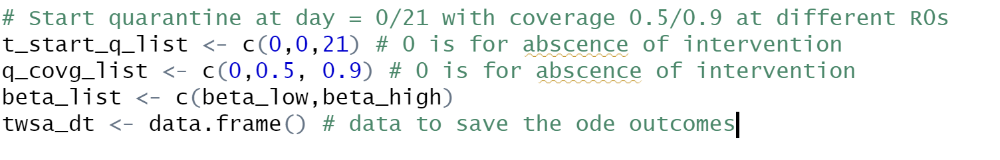 # Start quarantine at day = 0/21 with coverage 0.5/0.9 at different R0s
t_start_q_list <- c(0,0,21) # 0 is for abscence of intervention
q_covg_list <- c(0,0.5, 0.9) # 0 is for abscence of intervention
beta_list <- c(beta_low,beta_high)
twsa_dt <- data.frame() # data to save the ode outcomes